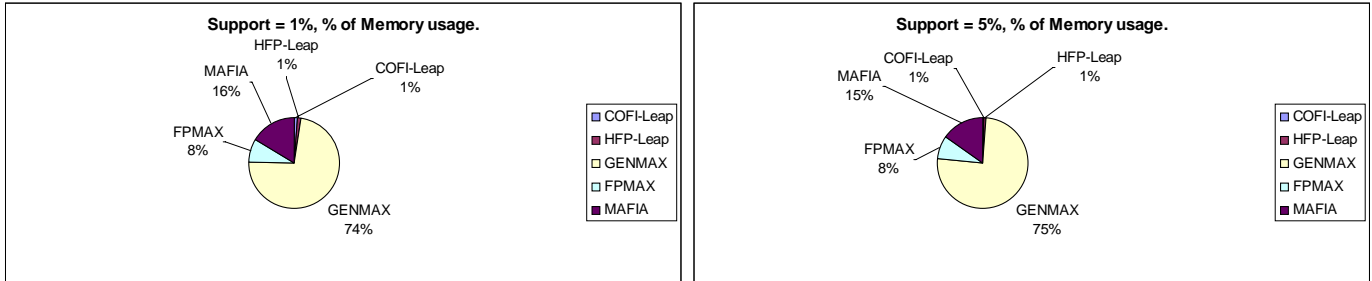 Support = 1%, % of Memory usage.
HFP-Leap
1%
COFI-Leap
1%
MAFIA
16%
FPMAX
8%
GENMAX
74%
COFI-Leap
HFP-Leap
GENMAX
FPMAX
MAFIA
Support = 5%, % of Memory usage.
COFI-Leap
1%
HFP-Leap
1%
MAFIA
15%
FPMAX
8%
GENMAX
75%
COFI-Leap
HFP-Leap
GENMAX
FPMAX
MAFIA